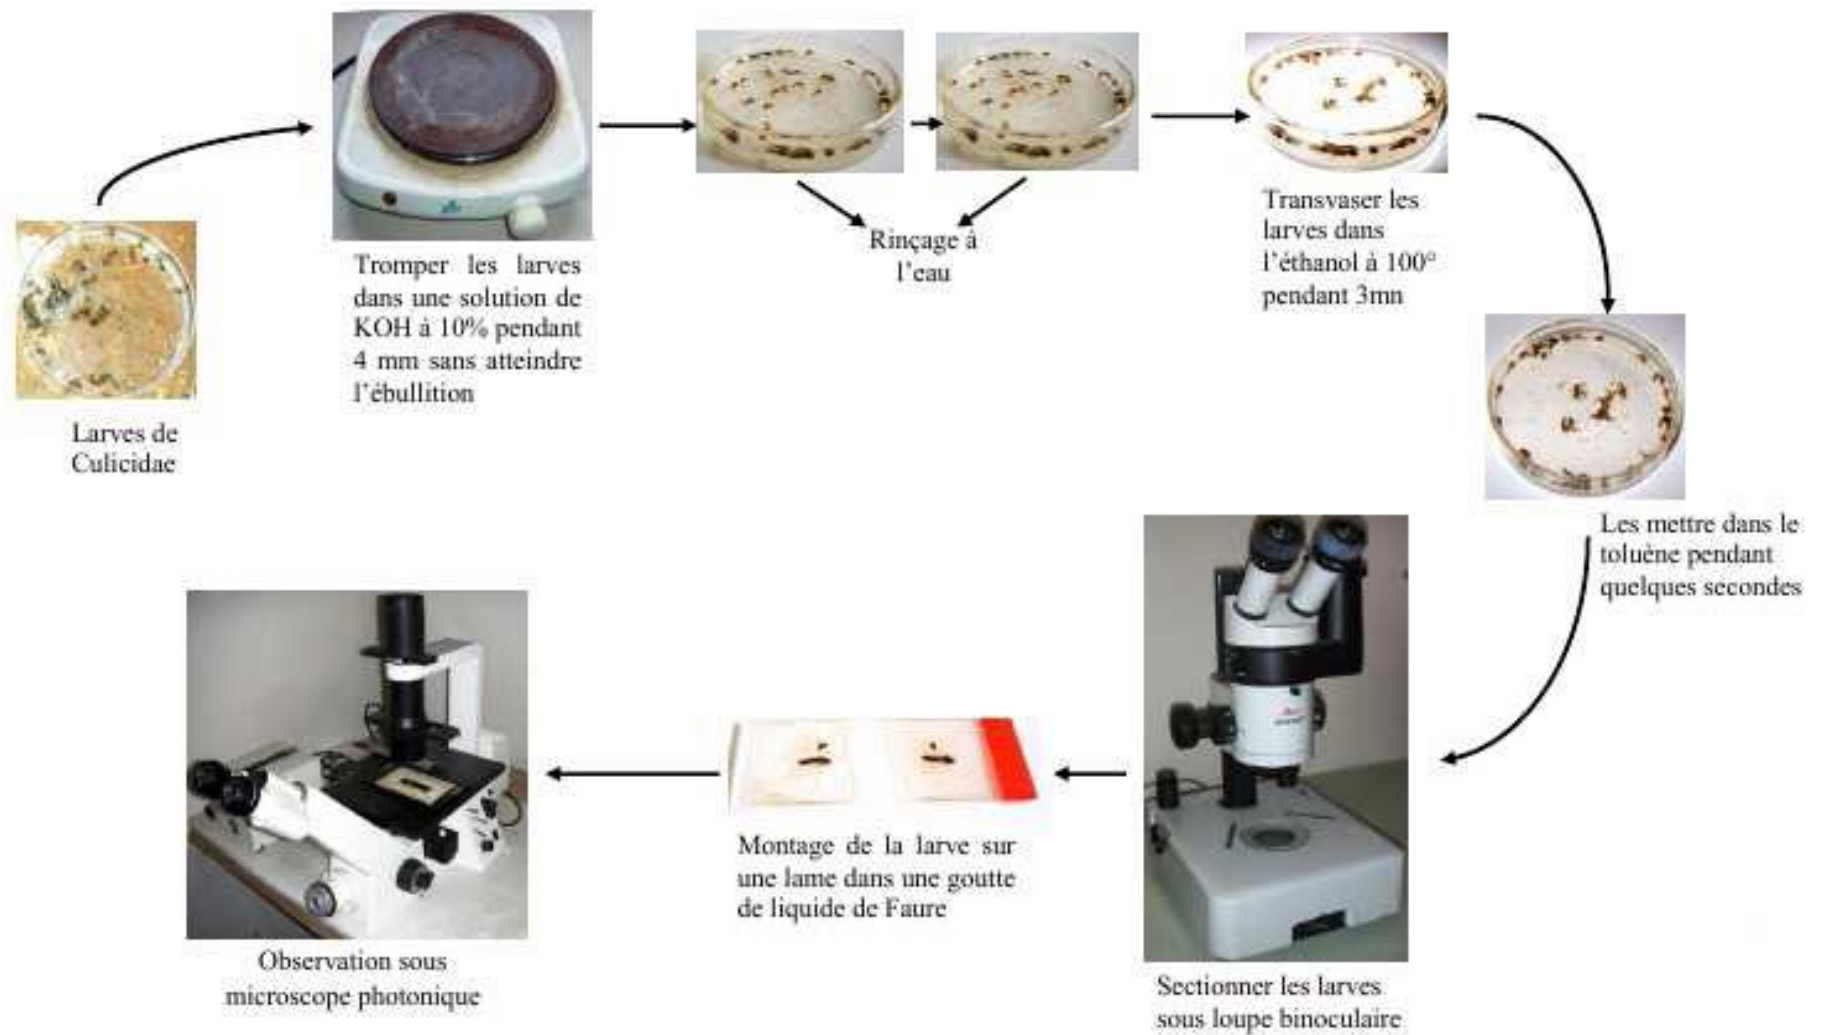 Larves de
Culicidae
Tromper les larves
dans une solution de
KOH à 10% pendant
4 mm sans atteindre
l'ébullition
Rinçage à
l'eau
Transvaser les
larves dans
l'éthanol à 100°
pendant 3mn
Les mettre dans le
toluène pendant
quelques secondes
Sectionner les larves
sous loupe binoculaire
Montage de la larve sur
une lame dans une goutte
de liquide de Faure
Observation sous
microscope photonique